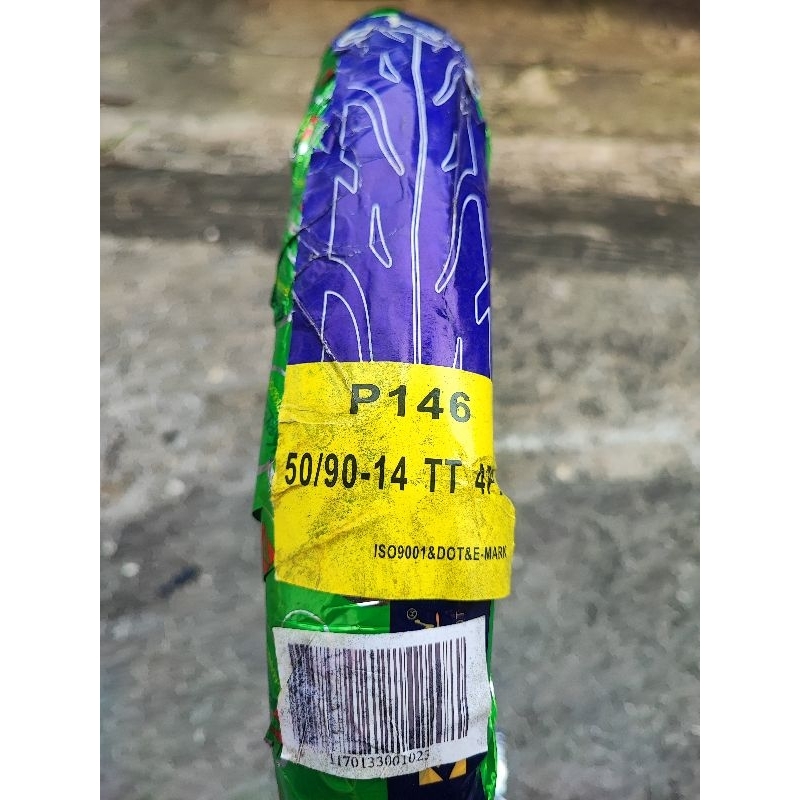 P146
50/90-14 TT
ISO9001&DOT&E-MARK
1170133001023